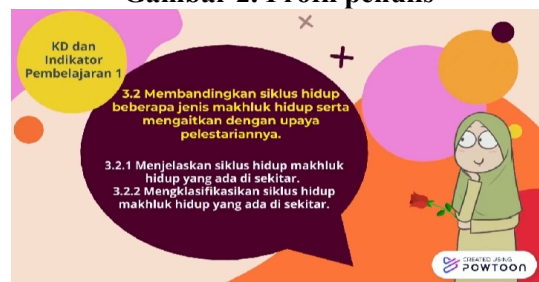 Gambar 2. Profil penulis
KD dan
Indikator
Pembelajaran 1
3.2 Membandingkan siklus hidup
beberapa jenis makhluk hidup serta
mengaitkan dengan upaya
pelestariannya.
3.2.1 Menjelaskan siklus hidup makhluk
hidup yang ada di sekitar.
3.2.2 Mengklasifikasikan siklus hidup
makhluk hidup yang ada di sekitar.
CREATED USING
POWTOON